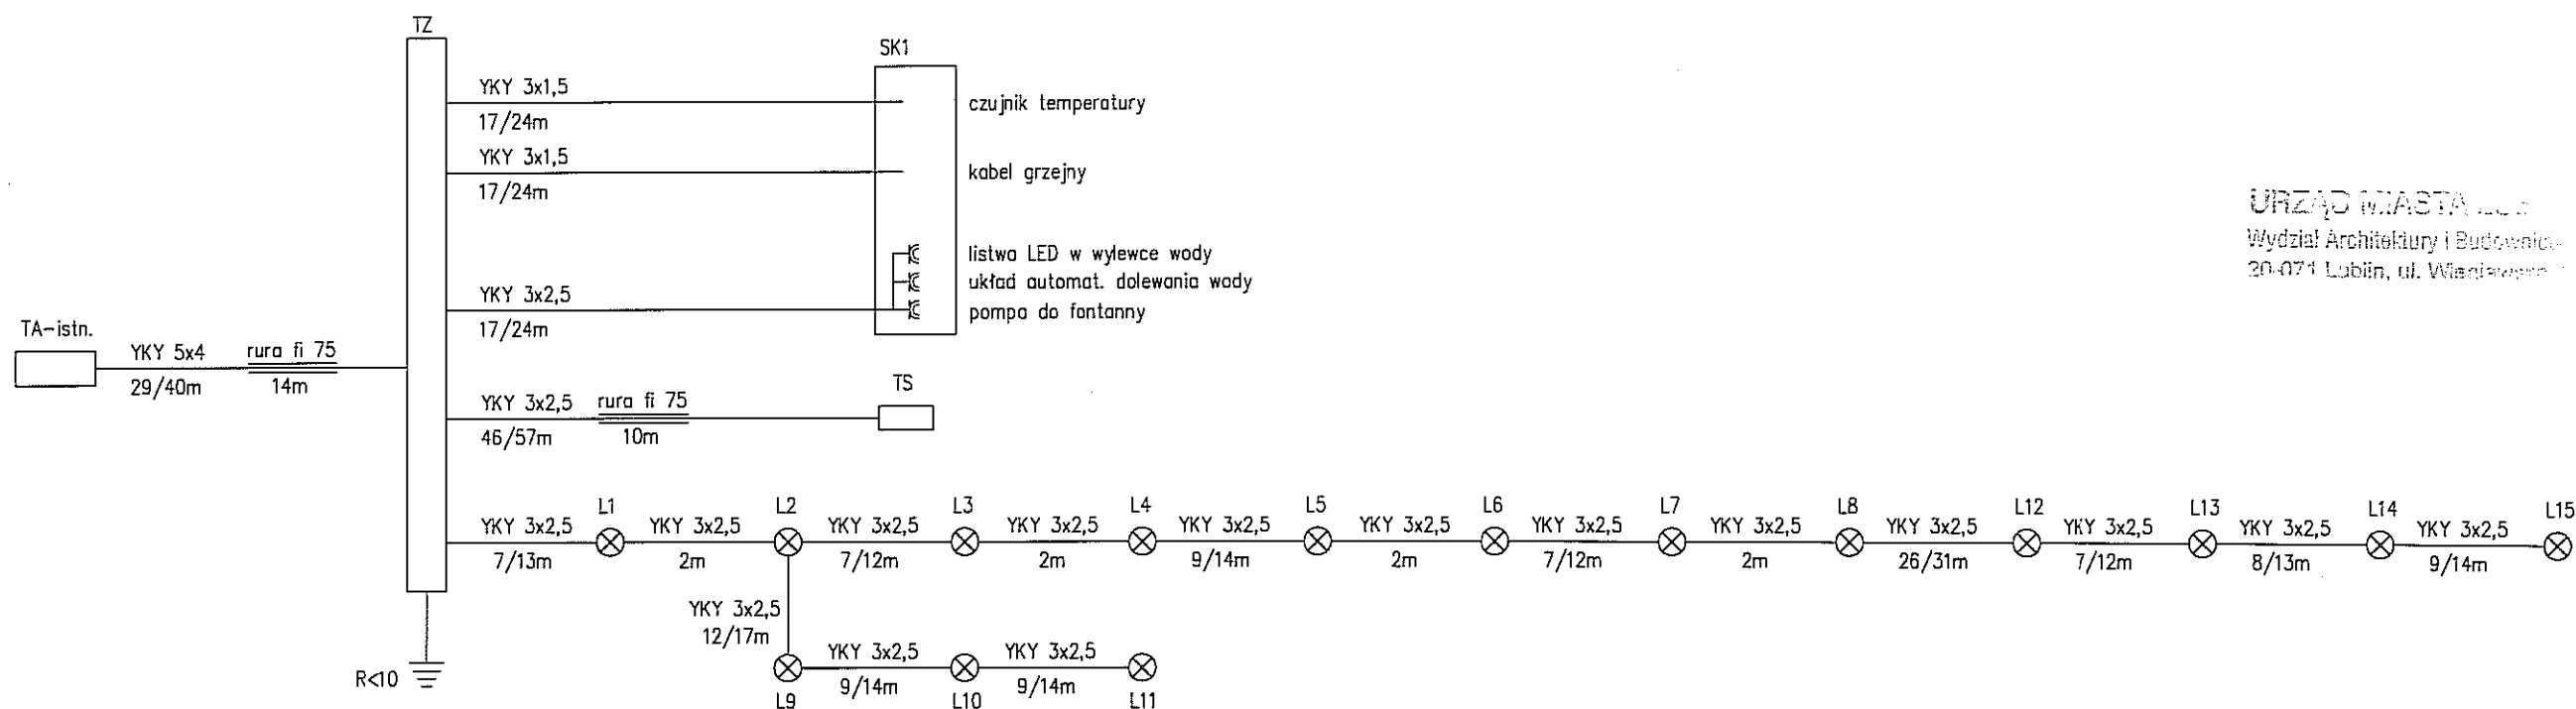 TZ
SK1
YKY 3x1,5
17/24m
czujnik temperatury
YKY 3x1,5
17/24m
kabel grzejny
URZĄD MIASTA
Wydział Architektury i
20-071 Lublin, ul.
listwa LED w wylewce wody
układ automat. dolewania wody
pompa do fontanny
YKY 3x2,5
17/24m
TA-istn.
YKY 5x4
29/40m
rura fi 75
14m
YKY 3x2,5
46/57m
rura fi 75
10m
TS
L1
L2
L3
L4
L5
L6
L7
L8
L12
L13
L14
L15
YKY 3x2,5
YKY 3x2,5
YKY 3x2,5
YKY 3x2,5
YKY 3x2,5
YKY 3x2,5
YKY 3x2,5
YKY 3x2,5
YKY 3x2,5
YKY 3x2,5
YKY 3x2,5
YKY 3x2,5
7/13m
2m
7/12m
2m
9/14m
2m
7/12m
2m
26/31m
7/12m
8/13m
9/14m
YKY 3x2,5
12/17m
YKY 3x2,5
9/14m
YKY 3x2,5
9/14m
R<10
L9
L10
L11